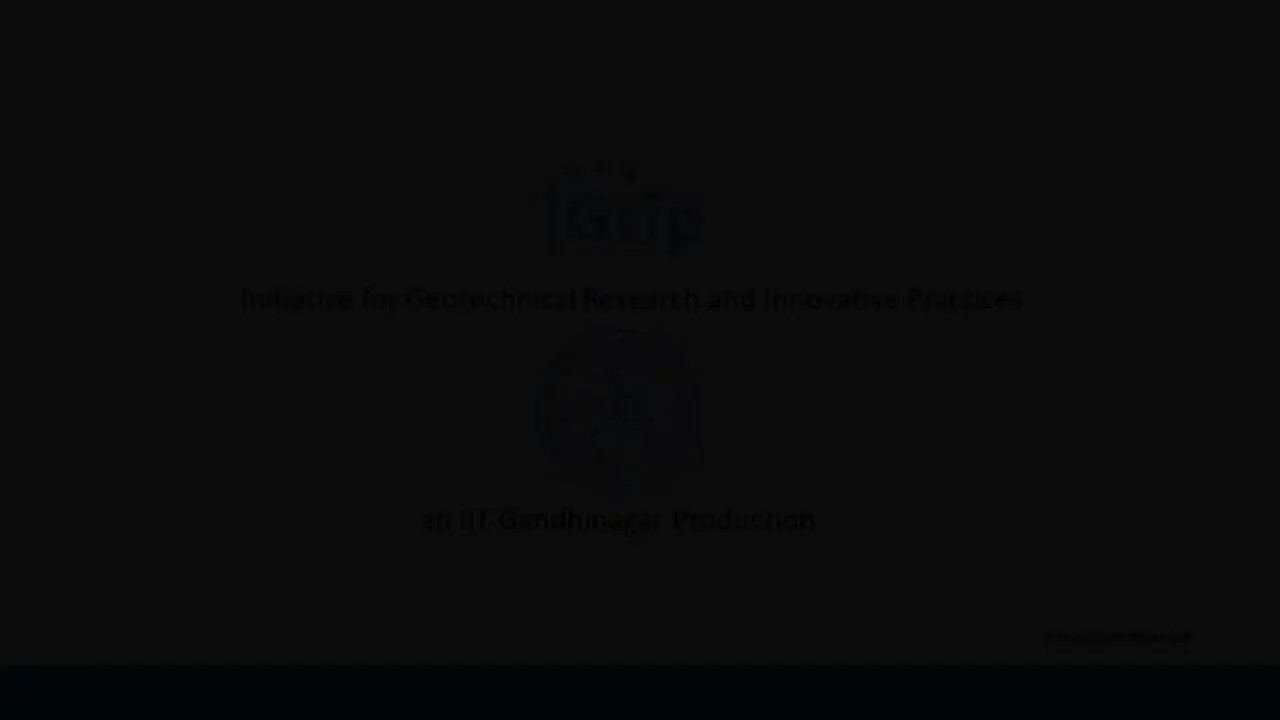 iGrip
Initiative for Geotechnical Research and Innovative Practices
an IIT Gandhinagar Production